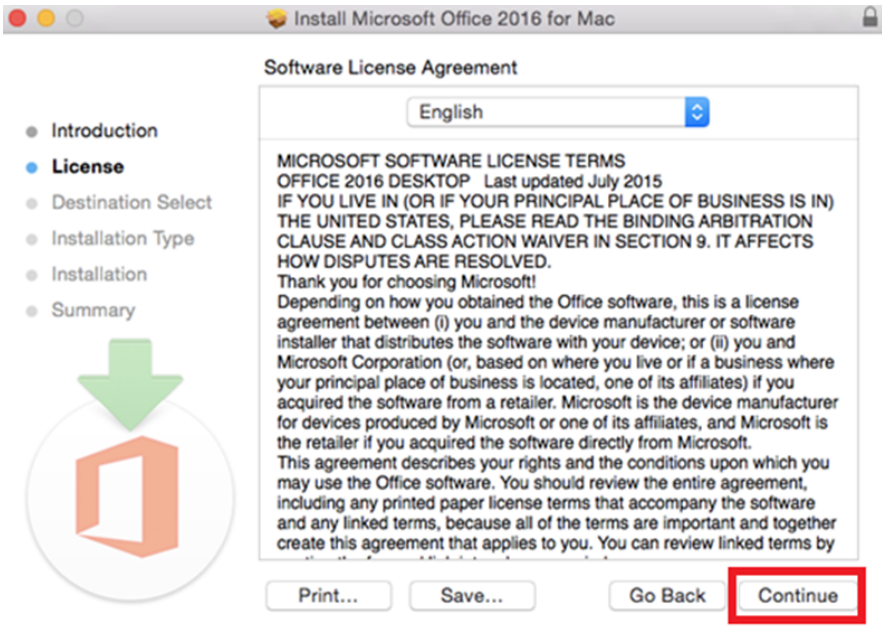 Install Microsoft Office 2016 for Mac
Software License Agreement
English
Introduction
License
Destination Select
Installation Type
Installation
Summary
MICROSOFT SOFTWARE LICENSE TERMS
OFFICE 2016 DESKTOP Last updated July 2015
IF YOU LIVE IN (OR IF YOUR PRINCIPAL PLACE OF BUSINESS IS IN)
THE UNITED STATES, PLEASE READ THE BINDING ARBITRATION
CLAUSE AND CLASS ACTION WAIVER IN SECTION 9. IT AFFECTS
HOW DISPUTES ARE RESOLVED.
Thank you for choosing Microsoft!
Depending on how you obtained the Office software, this is a license
agreement between (i) you and the device manufacturer or software
installer that distributes the software with your device; or (ii) you and
Microsoft Corporation (or, based on where you live or if a business where
your principal place of business is located, one of its affiliates) if you
acquired the software from a retailer. Microsoft is the device manufacturer
for devices produced by Microsoft or one of its affiliates, and Microsoft is
the retailer if you acquired the software directly from Microsoft.
This agreement describes your rights and the conditions upon which you
may use the Office software. You should review the entire agreement,
including any printed paper license terms that accompany the software
and any linked terms, because all of the terms are important and together
create this agreement that applies to you. You can review linked terms by
Print...
Save...
Go Back
Continue